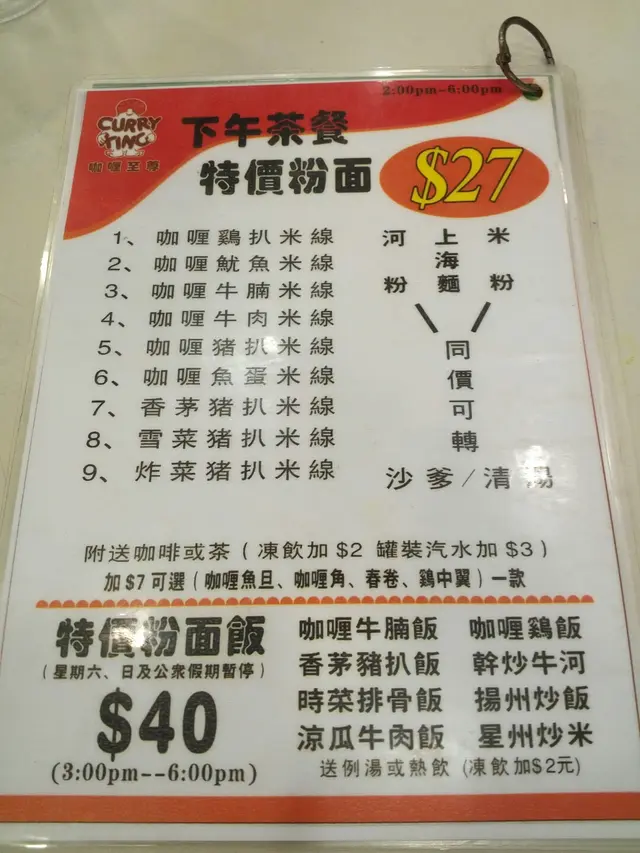 2:00pm-6:00pm
CURRY KING
咖喱至尊
下午茶餐
特價粉面
$27
1、咖喱鷄扒米線
2、咖喱魷魚米線
3、咖喱牛腩米線
4、咖喱牛肉米線
5、咖喱猪扒米線
6、咖喱魚蛋米線
7、香茅猪扒米線
8、雪菜猪扒米線
9、炸菜猪扒米線
河粉 上海麵 米粉
同價可轉
沙爹/清湯
附送咖啡或茶(凍飲加$2 罐裝汽水加$3)
加$7可選(咖喱魚旦、咖喱角、春卷、鷄中翼)一款
特價粉面飯
(星期六、日及公衆假期暫停)
$40
(3:00pm--6:00pm)
咖喱牛腩飯 咖喱鷄飯
香茅豬扒飯 幹炒牛河
時菜排骨飯 揚州炒飯
涼瓜牛肉飯 星州炒米
送例湯或熱飲 (凍飲加$2元)